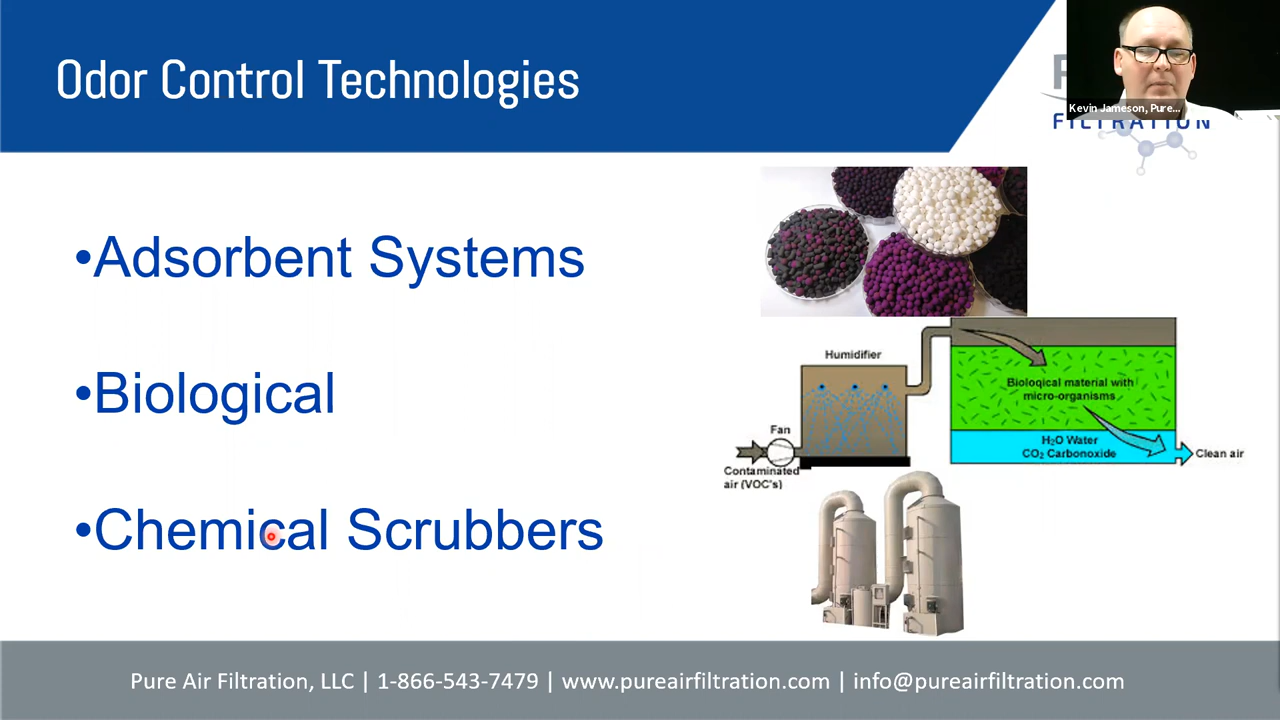 Odor Control Technologies
Kevin Jameson, Pure...
FILTRATION
•Adsorbent Systems
•Biological
•Chemical Scrubbers
Humidifier
Biological material with
micro-organisms
Fan
H₂O Water
CO₂ Carbonoxide
Clean air
Contaminated
air (VOC's)
Pure Air Filtration, LLC | 1-866-543-7479 | www.pureairfiltration.com | info@pureairfiltration.com